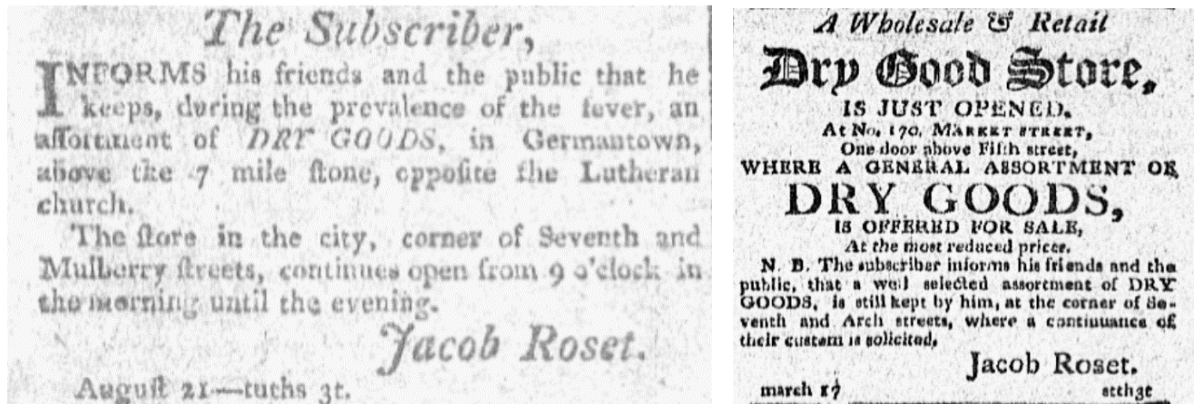 The Subscriber,
INFORMS his friends and the public that he
keeps, during the prevalence of the fever, an
aſſortment of DRY GOODS, in Germantown,
above the 7 mile ſtone, oppoſite the Lutheran
church.
The ſtore in the city, corner of Seventh and
Mulberry ſtreets, continues open from 9 o'clock in
the morning until the evening.
Jacob Roset.
Auguſt 21—tuths 3t.
A Wholesale & Retail
Dry Good Store,
IS JUST OPENED,
At No. 170, MARKET STREET,
One door above Fifth street,
WHERE A GENERAL ASSORTMENT OF
DRY GOODS,
IS OFFERED FOR SALE,
At the most reduced prices.
N. B. The subscriber informs his friends and the
public, that a well selected assortment of DRY
GOODS, is still kept by him, at the corner of Se-
venth and Arch streets, where a continuance of
their custom is solicited.
Jacob Roset.
march 17